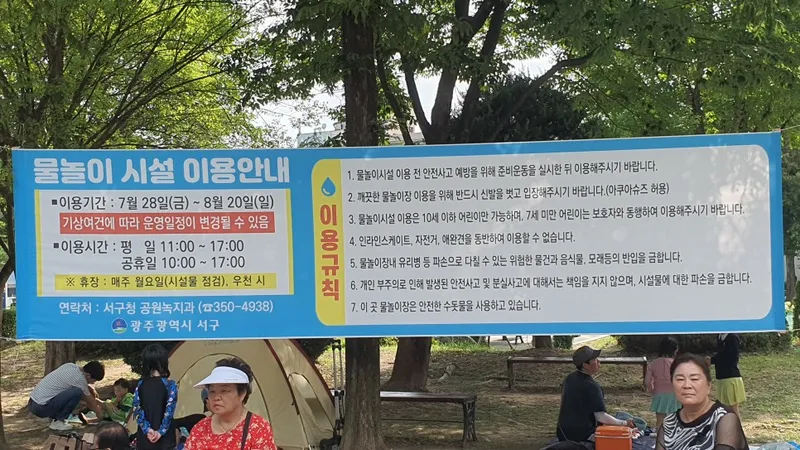 물놀이 시설 이용안내
▪이용기간 : 7월 28일(금) ~ 8월 20일(일)
기상여건에 따라 운영일정이 변경될 수 있음
▪이용시간 : 평 일 11:00 ~ 17:00
공휴일 10:00 ~ 17:00
※ 휴장 : 매주 월요일(시설물 점검), 우천 시
연락처 : 서구청 공원녹지과 (☎350-4938)
광주광역시 서구
이용규칙
1. 물놀이시설 이용 전 안전사고 예방을 위해 준비운동을 실시한 뒤 이용해주시기 바랍니다.
2. 깨끗한 물놀이장 이용을 위해 반드시 신발을 벗고 입장해주시기 바랍니다.(아쿠아슈즈 허용)
3. 물놀이시설 이용은 10세 이하 어린이만 가능하며, 7세 미만 어린이는 보호자와 동행하여 이용해주시기 바랍니다.
4. 인라인스케이트, 자전거, 애완견을 동반하여 이용할 수 없습니다.
5. 물놀이장내 유리병 등 파손으로 다칠 수 있는 위험한 물건과 음식물, 모래등의 반입을 금합니다.
6. 개인 부주의로 인해 발생된 안전사고 및 분실사고에 대해서는 책임을 지지 않으며, 시설물에 대한 파손을 금합니다.
7. 이 곳 물놀이장은 안전한 수돗물을 사용하고 있습니다.